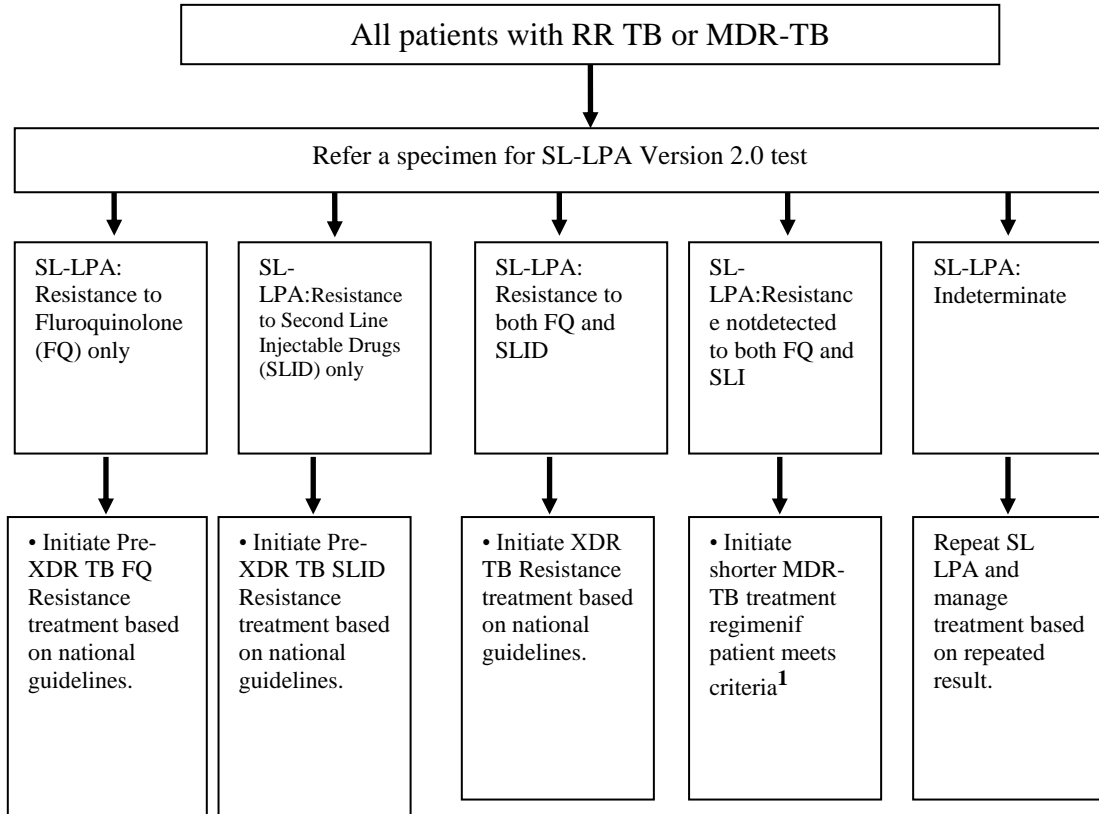 All patients with RR TB or MDR-TB
Refer a specimen for SL-LPA Version 2.0 test
SL-LPA:
Resistance to
Fluroquinolone
(FQ) only
SL-
LPA:Resistance
to Second Line
Injectable Drugs
(SLID) only
SL-LPA:
Resistance to
both FQ and
SLID
SL-
LPA:Resistanc
e notdetected
to both FQ and
SLI
SL-LPA:
Indeterminate
• Initiate Pre-
XDR TB FQ
Resistance
treatment based
on national
guidelines.
• Initiate Pre-
XDR TB SLID
Resistance
treatment based
on national
guidelines.
• Initiate XDR
TB Resistance
treatment based
on national
guidelines.
• Initiate
shorter MDR-
TB treatment
regimenif
patient meets
criteria1
Repeat SL
LPA and
manage
treatment based
on repeated
result.